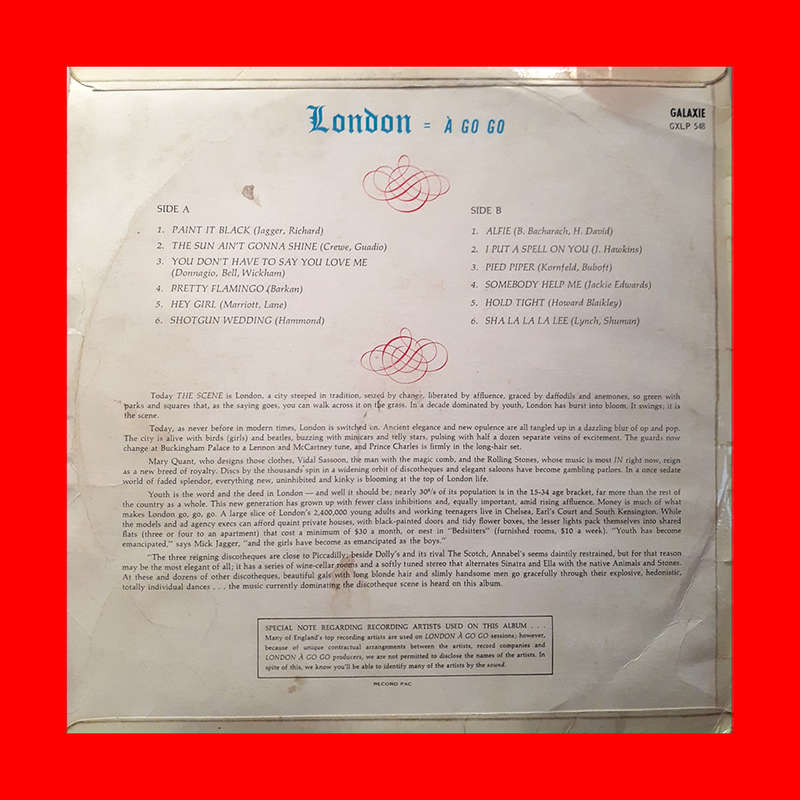 London = À GO GO
GALAXIE
GXLP 548
SIDE A
1. PAINT IT BLACK (Jagger, Richard)
2. THE SUN AIN'T GONNA SHINE (Crewe, Guadio)
3. YOU DON'T HAVE TO SAY YOU LOVE ME
(Donnagio, Bell, Wickham)
4. PRETTY FLAMINGO (Barkan)
5. HEY GIRL (Marriott, Lane)
6. SHOTGUN WEDDING (Hammond)
SIDE B
1. ALFIE (B. Bacharach, H. David)
2. I PUT A SPELL ON YOU (J. Hawkins)
3. PIED PIPER (Kornfeld, Buboft)
4. SOMEBODY HELP ME (Jackie Edwards)
5. HOLD TIGHT (Howard Blaikley)
6. SHA LA LA LA LEE (Lynch, Shuman)
Today THE SCENE is London, a city steeped in tradition, seized by change, liberated by affluence, graced by daffodils and anemones, so green with
parks and squares that, as the saying goes, you can walk across it on the grass. In a decade dominated by youth, London has burst into bloom. It swings; it is
the scene.
Today, as never before in modern times, London is switched on. Ancient elegance and new opulence are all tangled up in a dazzling blur of op and pop.
The city is alive with birds (girls) and beatles, buzzing with minicars and telly stars, pulsing with half a dozen separate veins of excitement. The guards now
change at Buckingham Palace to a Lennon and McCartney tune, and Prince Charles is firmly in the long-hair set.
Mary Quant, who designs those clothes, Vidal Sassoon, the man with the magic comb, and the Rolling Stones, whose music is most IN right now, reign
as a new breed of royalty. Discs by the thousands spin in a widening orbit of discotheques and elegant saloons have become gambling parlors. In a once sedate
world of faded splendor, everything new, uninhibited and kinky is blooming at the top of London life.
Youth is the word and the deed in London — and well it should be; nearly 30% of its population is in the 15-34 age bracket, far more than the rest of
the country as a whole. This new generation has grown up with fewer class inhibitions and, equally important, amid rising affluence. Money is much of what
makes London go, go, go. A large slice of London's 2,400,000 young adults and working teenagers live in Chelsea, Earl's Court and South Kensington. While
the models and ad agency execs can afford quaint private houses, with black-painted doors and tidy flower boxes, the lesser lights pack themselves into shared
flats (three or four to an apartment) that cost a minimum of $30 a month, or nest in "Bedsitters" (furnished rooms, $10 a week). "Youth has become
emancipated," says Mick Jagger, "and the girls have become as emancipated as the boys."
"The three reigning discotheques are close to Piccadilly; beside Dolly's and its rival The Scotch, Annabel's seems daintily restrained, but for that reason
may be the most elegant of all; it has a series of wine-cellar rooms and a softly tuned stereo that alternates Sinatra and Ella with the native Animals and Stones.
At these and dozens of other discotheques, beautiful gals with long blonde hair and slimly handsome men go gracefully through their explosive, hedonistic,
totally individual dances . . . the music currently dominating the discotheque scene is heard on this album.
SPECIAL NOTE REGARDING RECORDING ARTISTS USED ON THIS ALBUM . . . .
Many of England's top recording artists are used on LONDON À GO GO sessions; however,
because of unique contractual arrangements between the artists, record companies and
LONDON À GO GO producers, we are not permitted to disclose the names of the artists. In
spite of this, we know you'll be able to identify many of the artists by the sound.
RECORD PAC